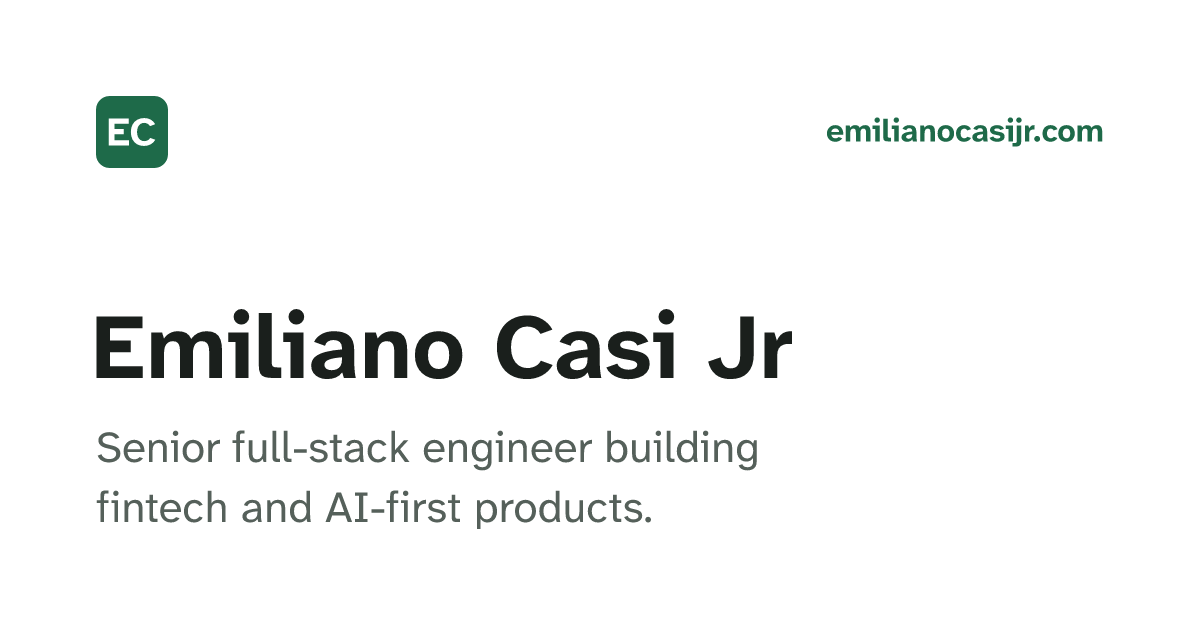 EC
emilianocasijr.com
Emiliano Casi Jr
Senior full-stack engineer building
fintech and AI-first products.